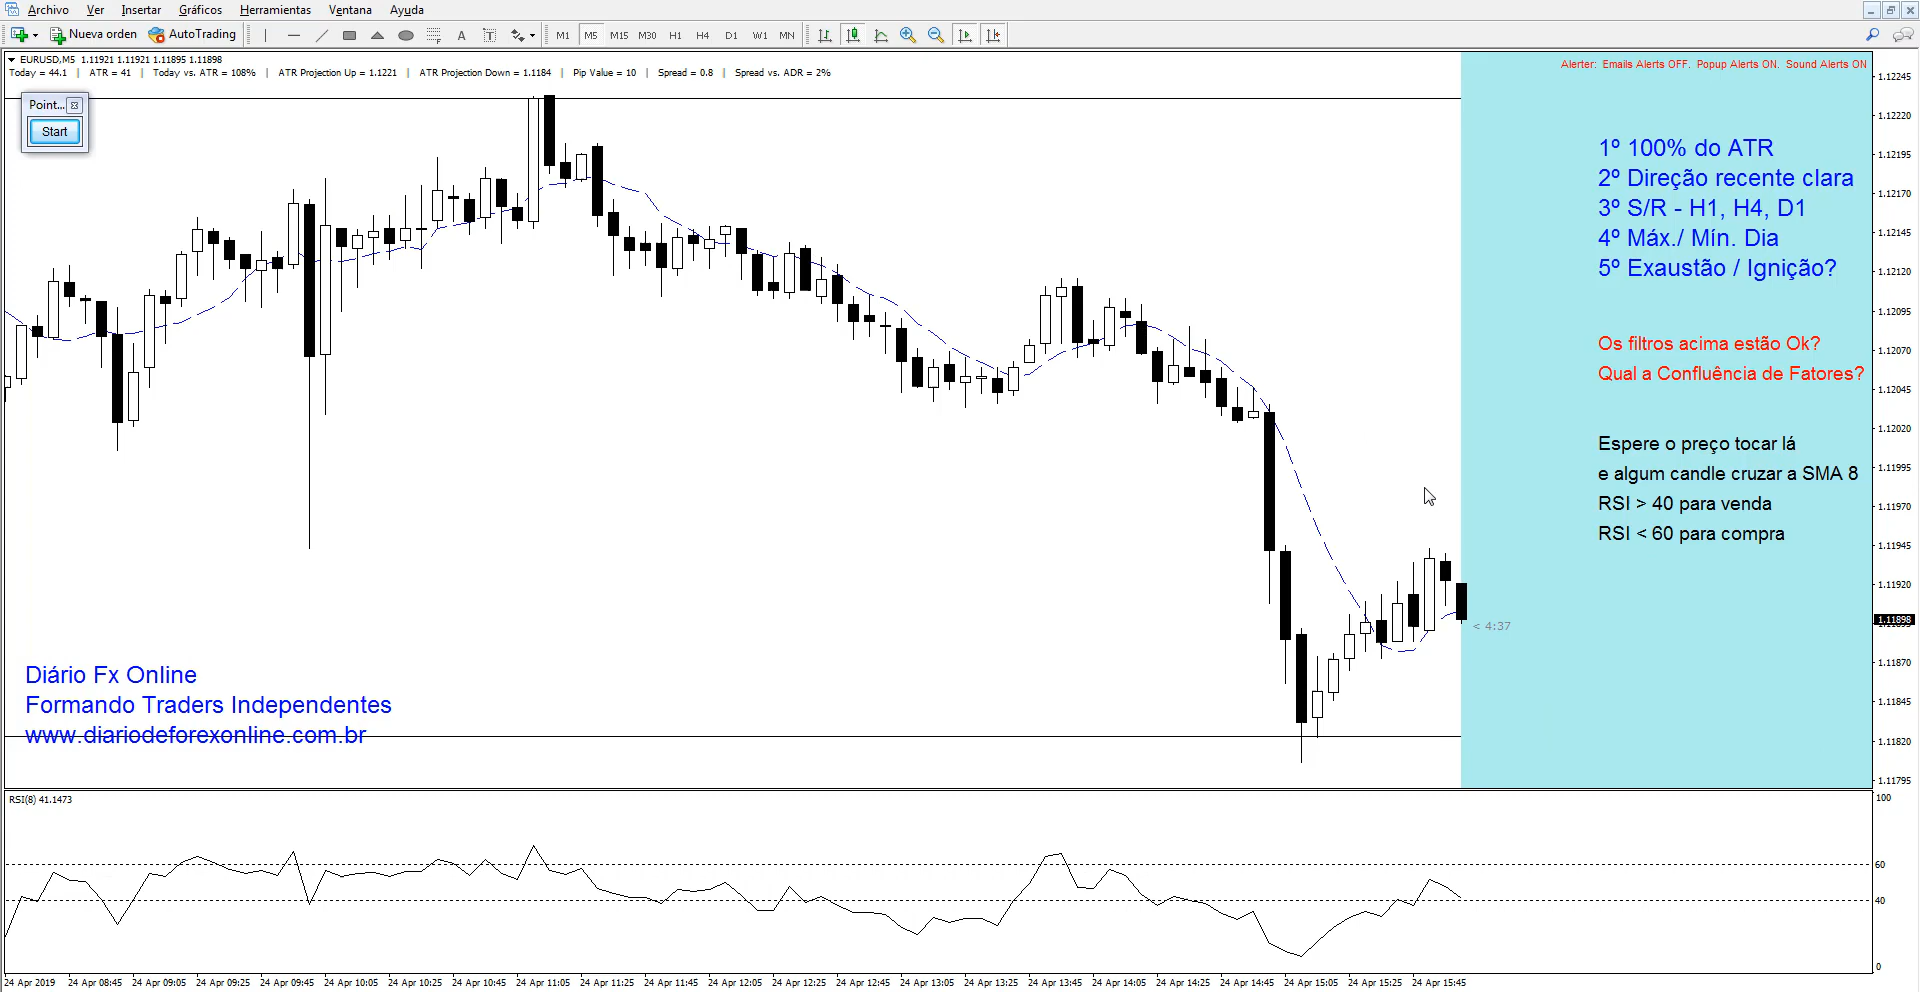 Archivo Ver Insertar Gráficos Herramientas Ventana Ayuda
Nueva orden AutoTrading A T M1 M5 M15 M30 H1 H4 D1 W1 MN
EURUSD,M5 1.11921 1.11921 1.11895 1.11898
Today = 44.1 | ATR = 41 | Today vs. ATR = 108% | ATR Projection Up = 1.1221 | ATR Projection Down = 1.1184 | Pip Value = 10 | Spread = 0.8 | Spread vs. ADR = 2%
Alerter: Emails Alerts OFF. Popup Alerts ON. Sound Alerts ON
Point...
Start
1º 100% do ATR
2º Direção recente clara
3º S/R - H1, H4, D1
4º Máx./ Mín. Dia
5º Exaustão / Ignição?
Os filtros acima estão Ok?
Qual a Confluência de Fatores?
Espere o preço tocar lá
e algum candle cruzar a SMA 8
RSI > 40 para venda
RSI < 60 para compra
< 4:37
Diário Fx Online
Formando Traders Independentes
www.diariodeforexonline.com.br
1.12245
1.12220
1.12195
1.12170
1.12145
1.12120
1.12095
1.12070
1.12045
1.12020
1.11995
1.11970
1.11945
1.11920
1.11898
1.11870
1.11845
1.11820
1.11795
RSI(8) 41.1473
100
60
40
0
24 Apr 2019 24 Apr 08:45 24 Apr 09:05 24 Apr 09:25 24 Apr 09:45 24 Apr 10:05 24 Apr 10:25 24 Apr 10:45 24 Apr 11:05 24 Apr 11:25 24 Apr 11:45 24 Apr 12:05 24 Apr 12:25 24 Apr 12:45 24 Apr 13:05 24 Apr 13:25 24 Apr 13:45 24 Apr 14:05 24 Apr 14:25 24 Apr 14:45 24 Apr 15:05 24 Apr 15:25 24 Apr 15:45